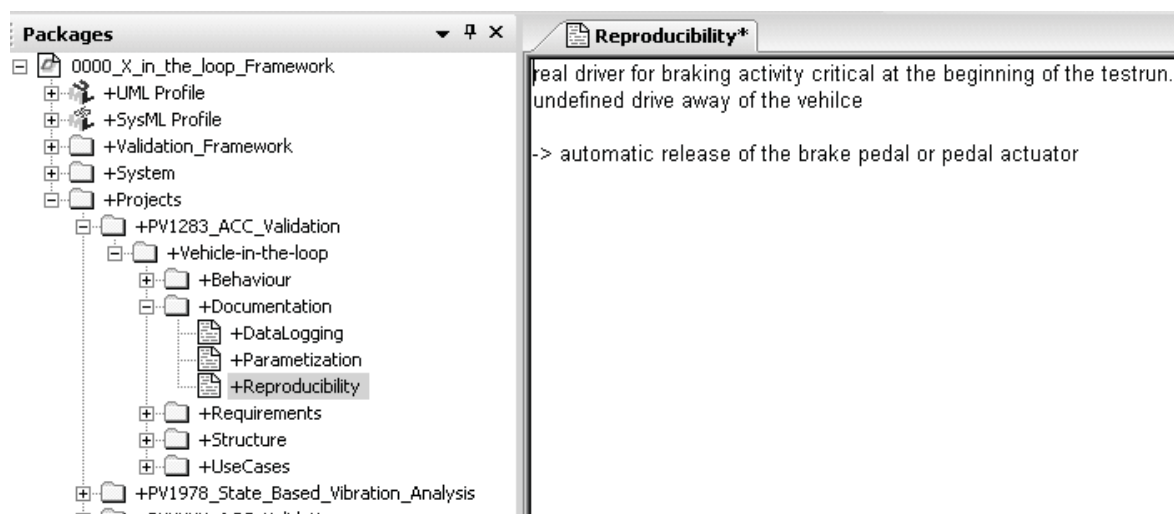 Packages
0000_X_in_the_loop_Framework
+UML Profile
+SysML Profile
+Validation_Framework
+System
+Projects
+PV1283_ACC_Validation
+Vehicle-in-the-loop
+Behaviour
+Documentation
+DataLogging
+Parametization
+Reproducibility
+Requirements
+Structure
+UseCases
+PV1978_State_Based_Vibration_Analysis
Reproducibility*
real driver for braking activity critical at the beginning of the testrun.
undefined drive away of the vehilce
-> automatic release of the brake pedal or pedal actuator